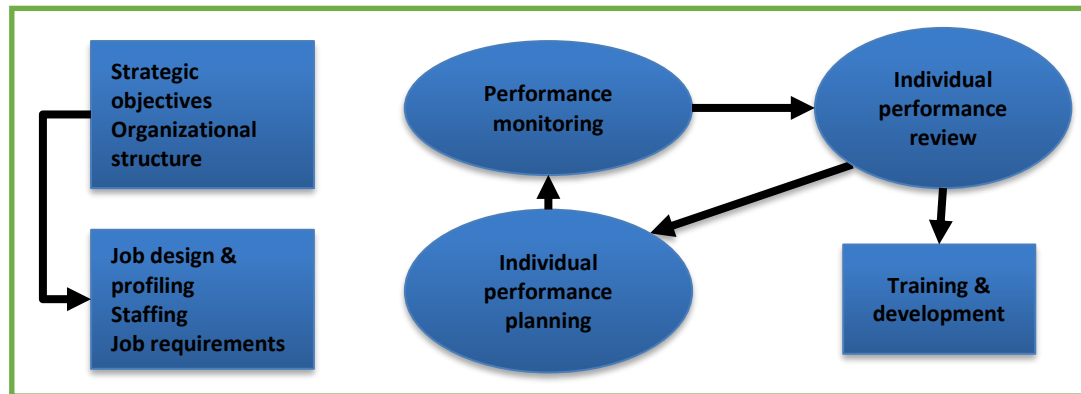 Strategic
objectives
Organizational
structure
Job design &
profiling
Staffing
Job requirements
Performance
monitoring
Individual
performance
planning
Individual
performance
review
Training &
development